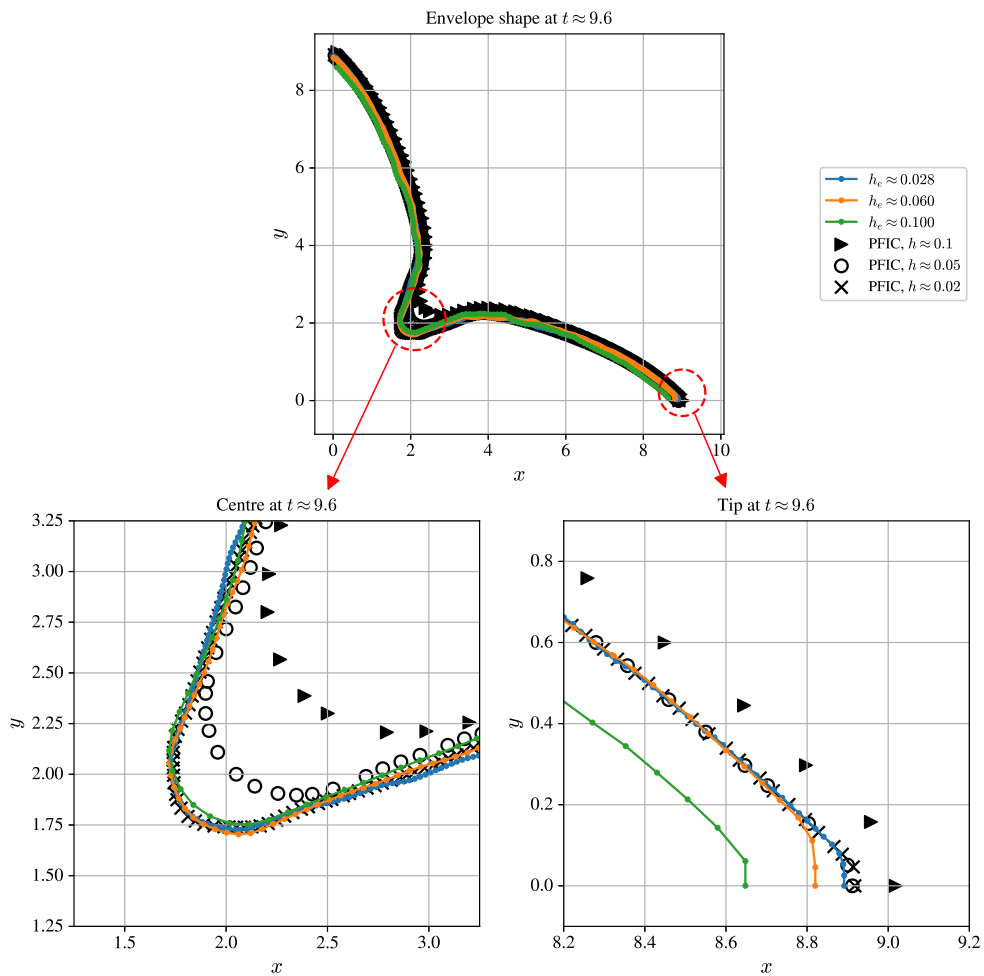 Envelope shape at t ≈ 9.6
y
8
6
4
2
0
0 2 4 6 8 10
x
h_e ≈ 0.028
h_e ≈ 0.060
h_e ≈ 0.100
PFIC, h ≈ 0.1
PFIC, h ≈ 0.05
PFIC, h ≈ 0.02
Centre at t ≈ 9.6
y
3.25
3.00
2.75
2.50
2.25
2.00
1.75
1.50
1.25
1.5 2.0 2.5 3.0
x
Tip at t ≈ 9.6
y
0.8
0.6
0.4
0.2
0.0
8.2 8.4 8.6 8.8 9.0 9.2
x